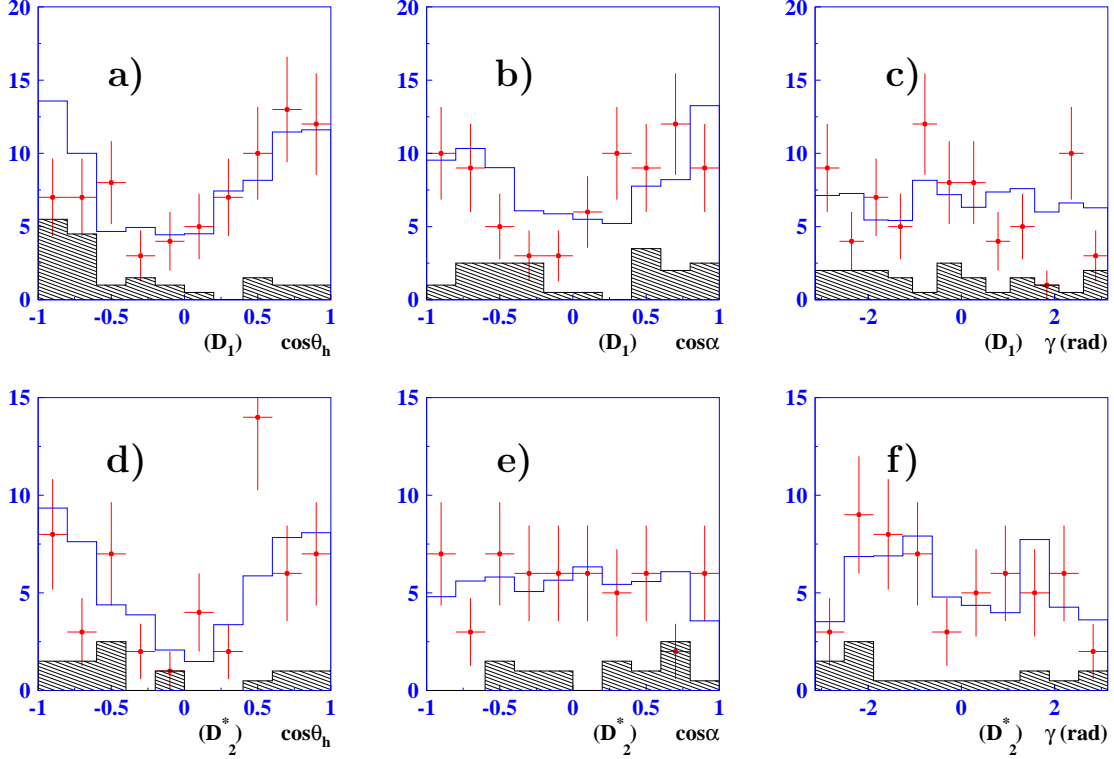 a) b) c)
20 20 20
15 15 15
10 10 10
5 5 5
0 0 0
-1 -0.5 0 0.5 1 -1 -0.5 0 0.5 1 -2 0 2
(D₁) cosθₕ (D₁) cosα (D₁) γ (rad)
d) e) f)
15 15 15
10 10 10
5 5 5
0 0 0
-1 -0.5 0 0.5 1 -1 -0.5 0 0.5 1 -2 0 2
(D*₂) cosθₕ (D*₂) cosα (D*₂) γ (rad)